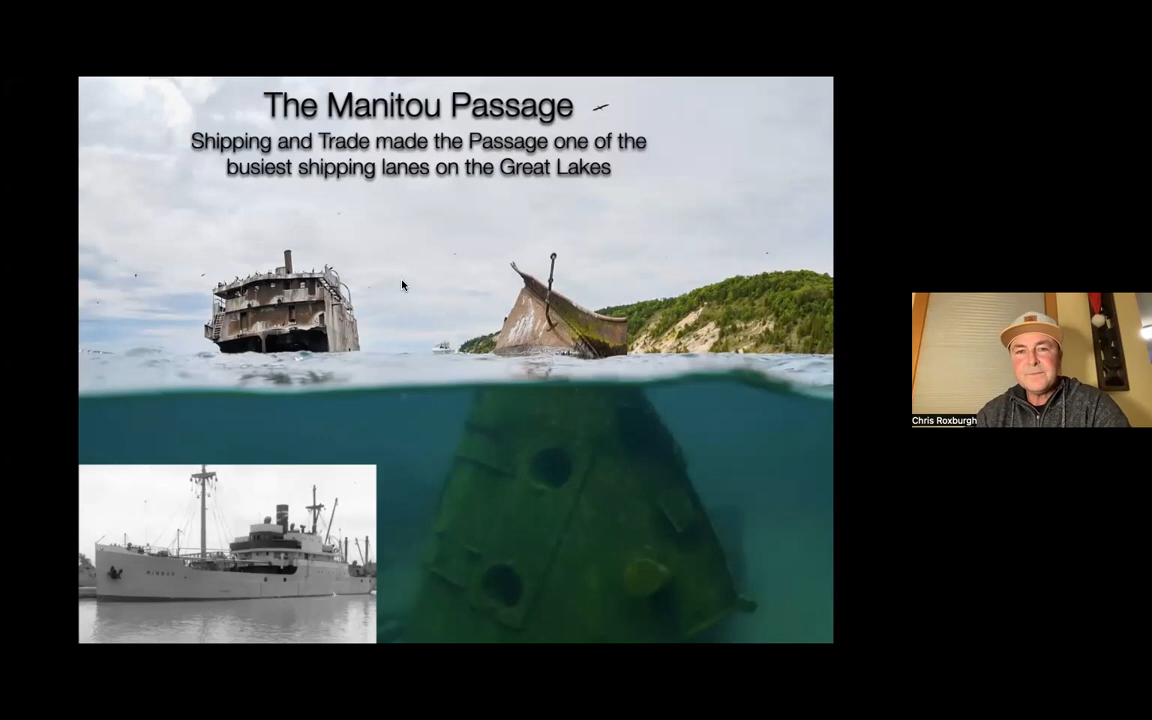 The Manitou Passage
Shipping and Trade made the Passage one of the
busiest shipping lanes on the Great Lakes
Chris Roxburgh